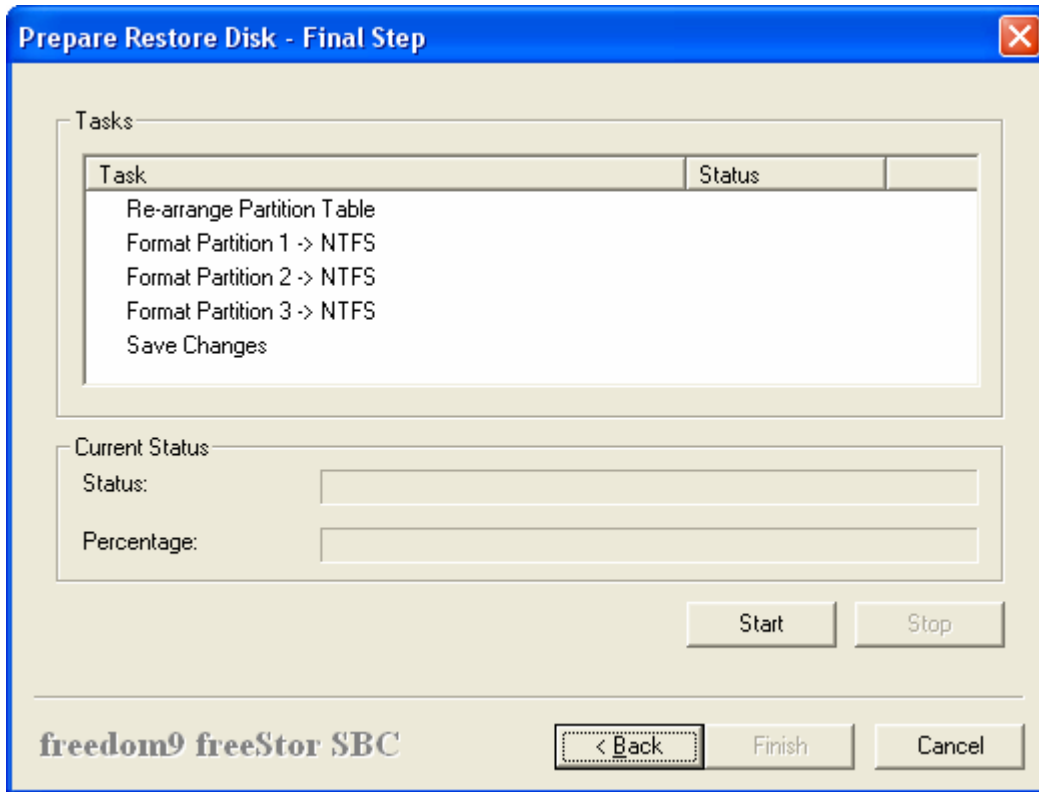 Prepare Restore Disk - Final Step
Tasks
Task Status
Re-arrange Partition Table
Format Partition 1 -> NTFS
Format Partition 2 -> NTFS
Format Partition 3 -> NTFS
Save Changes
Current Status
Status:
Percentage:
Start Stop
freedom9 freeStor SBC < Back Finish Cancel